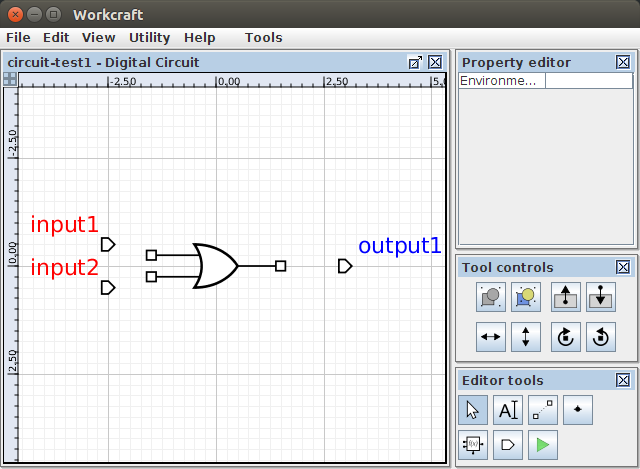 Workcraft
File Edit View Utility Help Tools
circuit-test1 - Digital Circuit
-2,50 0,00 2,50 5,0
-2,50
0,00
2,50
input1
input2
output1
Property editor
Environme...
Tool controls
Editor tools
A
f(x)